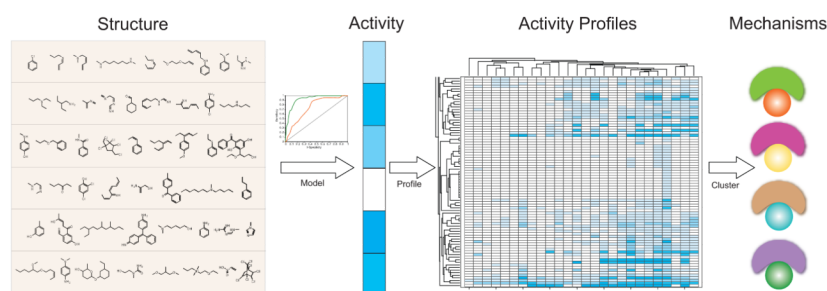 Structure
Activity
Activity Profiles
Mechanisms
Model
Profile
Cluster